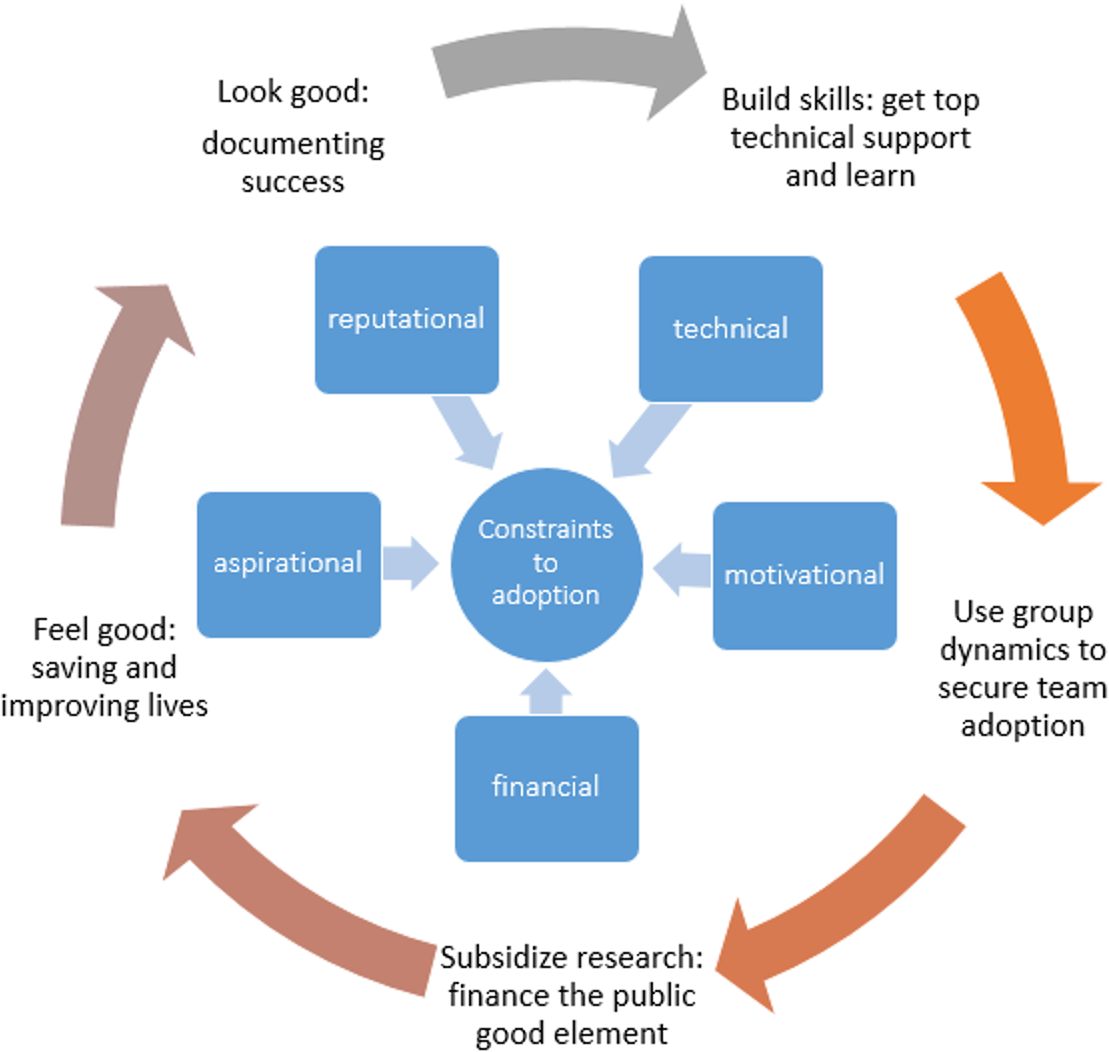 Look good:
documenting
success
Build skills: get top
technical support
and learn
reputational
technical
Constraints
to
adoption
aspirational
motivational
Feel good:
saving and
improving lives
Use group
dynamics to
secure team
adoption
financial
Subsidize research:
finance the public
good element